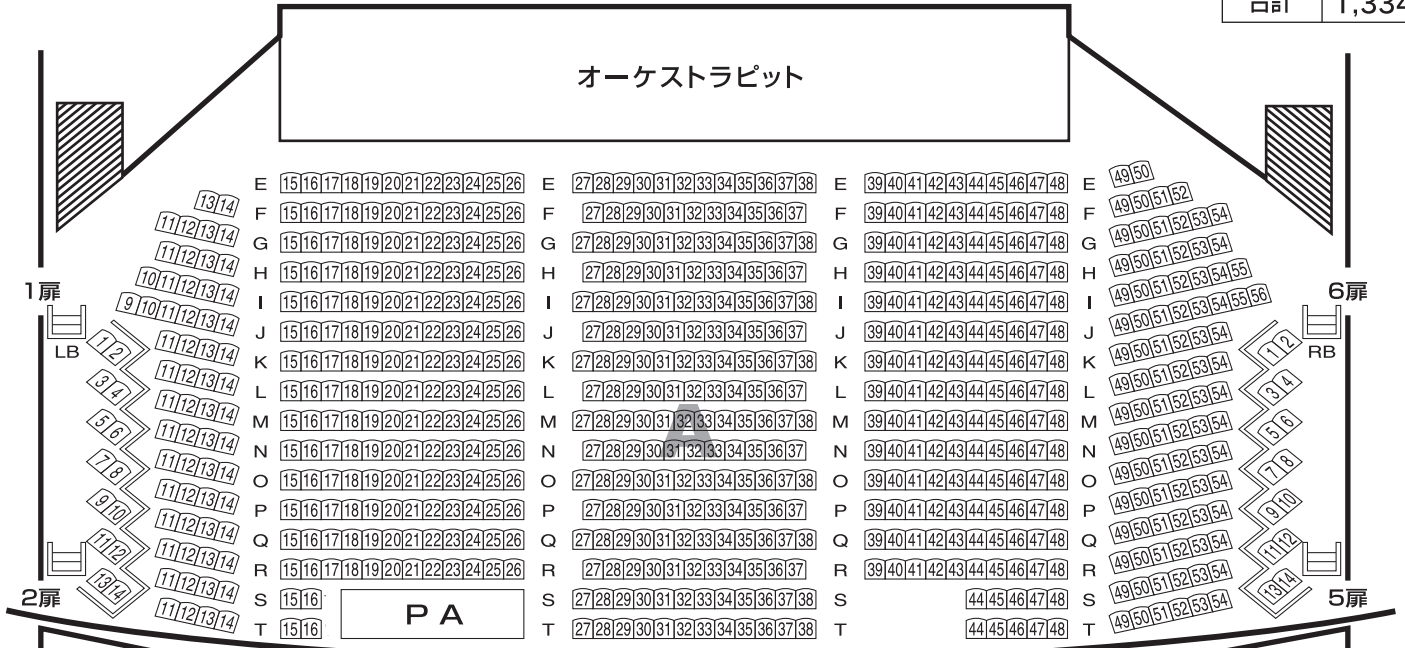 合計 1,334
オーケストラピット
E 15 16 17 18 19 20 21 22 23 24 25 26 E 27 28 29 30 31 32 33 34 35 36 37 38 E 39 40 41 42 43 44 45 46 47 48 E 49 50
13 14 F 15 16 17 18 19 20 21 22 23 24 25 26 F 27 28 29 30 31 32 33 34 35 36 37 F 39 40 41 42 43 44 45 46 47 48 F 49 50 51 52
11 12 13 14 G 15 16 17 18 19 20 21 22 23 24 25 26 G 27 28 29 30 31 32 33 34 35 36 37 38 G 39 40 41 42 43 44 45 46 47 48 G 49 50 51 52 53 54
11 12 13 14 H 15 16 17 18 19 20 21 22 23 24 25 26 H 27 28 29 30 31 32 33 34 35 36 37 H 39 40 41 42 43 44 45 46 47 48 H 49 50 51 52 53 54
10 11 12 13 14 I 15 16 17 18 19 20 21 22 23 24 25 26 I 27 28 29 30 31 32 33 34 35 36 37 38 I 39 40 41 42 43 44 45 46 47 48 I 49 50 51 52 53 54 55
9 10 11 12 13 14 J 15 16 17 18 19 20 21 22 23 24 25 26 J 27 28 29 30 31 32 33 34 35 36 37 J 39 40 41 42 43 44 45 46 47 48 J 49 50 51 52 53 54 55 56
11 12 13 14 K 15 16 17 18 19 20 21 22 23 24 25 26 K 27 28 29 30 31 32 33 34 35 36 37 38 K 39 40 41 42 43 44 45 46 47 48 K 49 50 51 52 53 54
11 12 13 14 L 15 16 17 18 19 20 21 22 23 24 25 26 L 27 28 29 30 31 32 33 34 35 36 37 L 39 40 41 42 43 44 45 46 47 48 L 49 50 51 52 53 54
11 12 13 14 M 15 16 17 18 19 20 21 22 23 24 25 26 M 27 28 29 30 31 32 33 34 35 36 37 38 M 39 40 41 42 43 44 45 46 47 48 M 49 50 51 52 53 54
A
11 12 13 14 N 15 16 17 18 19 20 21 22 23 24 25 26 N 27 28 29 30 31 32 33 34 35 36 37 N 39 40 41 42 43 44 45 46 47 48 N 49 50 51 52 53 54
11 12 13 14 O 15 16 17 18 19 20 21 22 23 24 25 26 O 27 28 29 30 31 32 33 34 35 36 37 38 O 39 40 41 42 43 44 45 46 47 48 O 49 50 51 52 53 54
11 12 13 14 P 15 16 17 18 19 20 21 22 23 24 25 26 P 27 28 29 30 31 32 33 34 35 36 37 P 39 40 41 42 43 44 45 46 47 48 P 49 50 51 52 53 54
11 12 13 14 Q 15 16 17 18 19 20 21 22 23 24 25 26 Q 27 28 29 30 31 32 33 34 35 36 37 38 Q 39 40 41 42 43 44 45 46 47 48 Q 49 50 51 52 53 54
11 12 13 14 R 15 16 17 18 19 20 21 22 23 24 25 26 R 27 28 29 30 31 32 33 34 35 36 37 R 39 40 41 42 43 44 45 46 47 48 R 49 50 51 52 53 54
11 12 13 14 S 15 16 S 27 28 29 30 31 32 33 34 35 36 37 38 S 44 45 46 47 48 S 49 50 51 52 53 54
11 12 13 14 T 15 16 T 27 28 29 30 31 32 33 34 35 36 37 38 T 44 45 46 47 48 T 49 50 51 52 53 54
PA
1扉
LB
1 2
3 4
5 6
7 8
9 10
11 12
13 14
2扉
6扉
RB
1 2
3 4
5 6
7 8
9 10
11 12
13 14
5扉